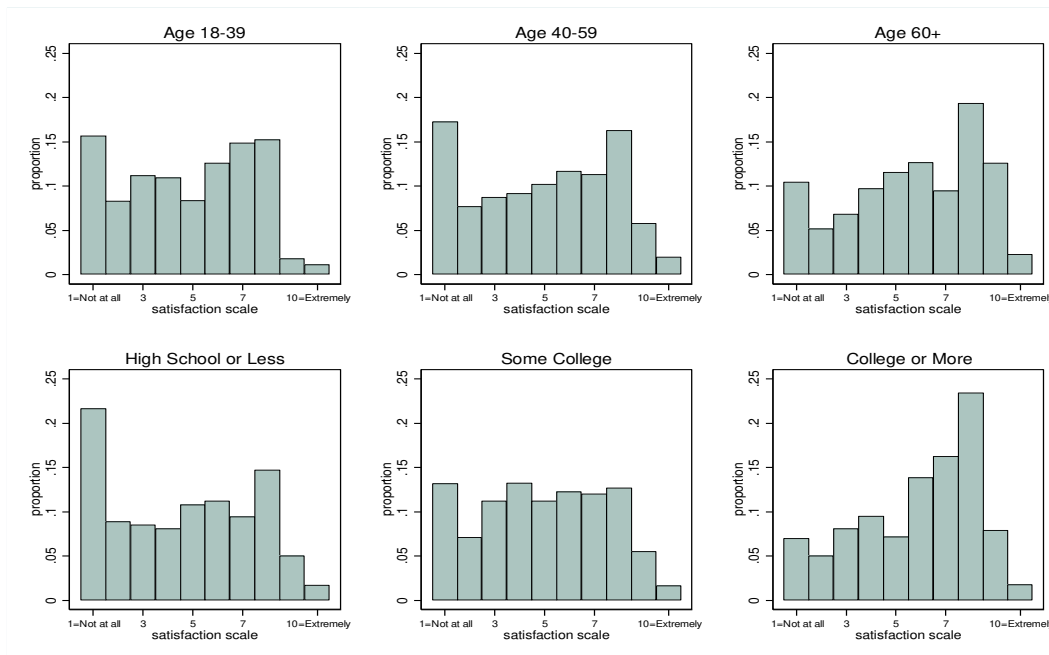 Age 18-39
Age 40-59
Age 60+
proportion
0 .05 .1 .15 .2 .25
1=Not at all 3 5 7 10=Extremely
satisfaction scale
proportion
0 .05 .1 .15 .2 .25
1=Not at all 3 5 7 10=Extremely
satisfaction scale
proportion
0 .05 .1 .15 .2 .25
1=Not at all 3 5 7 10=Extremel
satisfaction scale
High School or Less
Some College
College or More
proportion
0 .05 .1 .15 .2 .25
1=Not at all 3 5 7 10=Extremely
satisfaction scale
proportion
0 .05 .1 .15 .2 .25
1=Not at all 3 5 7 10=Extremely
satisfaction scale
proportion
0 .05 .1 .15 .2 .25
1=Not at all 3 5 7 10=Extremel
satisfaction scale